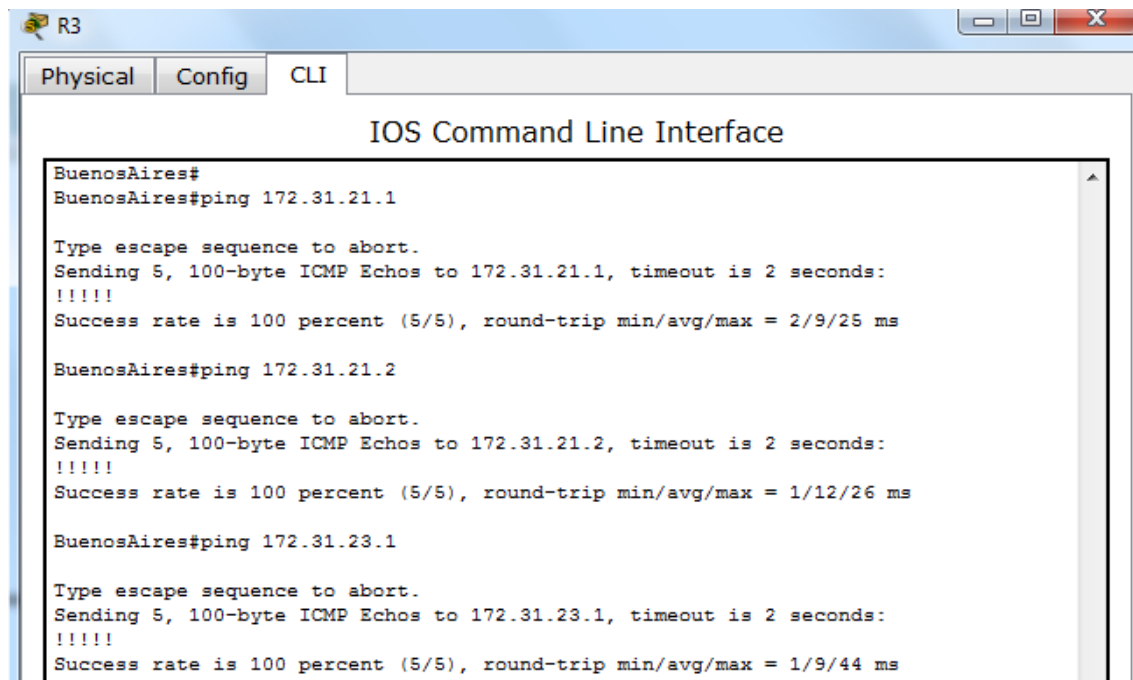 R3
Physical Config CLI
IOS Command Line Interface
BuenosAires#
BuenosAires#ping 172.31.21.1
Type escape sequence to abort.
Sending 5, 100-byte ICMP Echos to 172.31.21.1, timeout is 2 seconds:
!!!!!
Success rate is 100 percent (5/5), round-trip min/avg/max = 2/9/25 ms
BuenosAires#ping 172.31.21.2
Type escape sequence to abort.
Sending 5, 100-byte ICMP Echos to 172.31.21.2, timeout is 2 seconds:
!!!!!
Success rate is 100 percent (5/5), round-trip min/avg/max = 1/12/26 ms
BuenosAires#ping 172.31.23.1
Type escape sequence to abort.
Sending 5, 100-byte ICMP Echos to 172.31.23.1, timeout is 2 seconds:
!!!!!
Success rate is 100 percent (5/5), round-trip min/avg/max = 1/9/44 ms